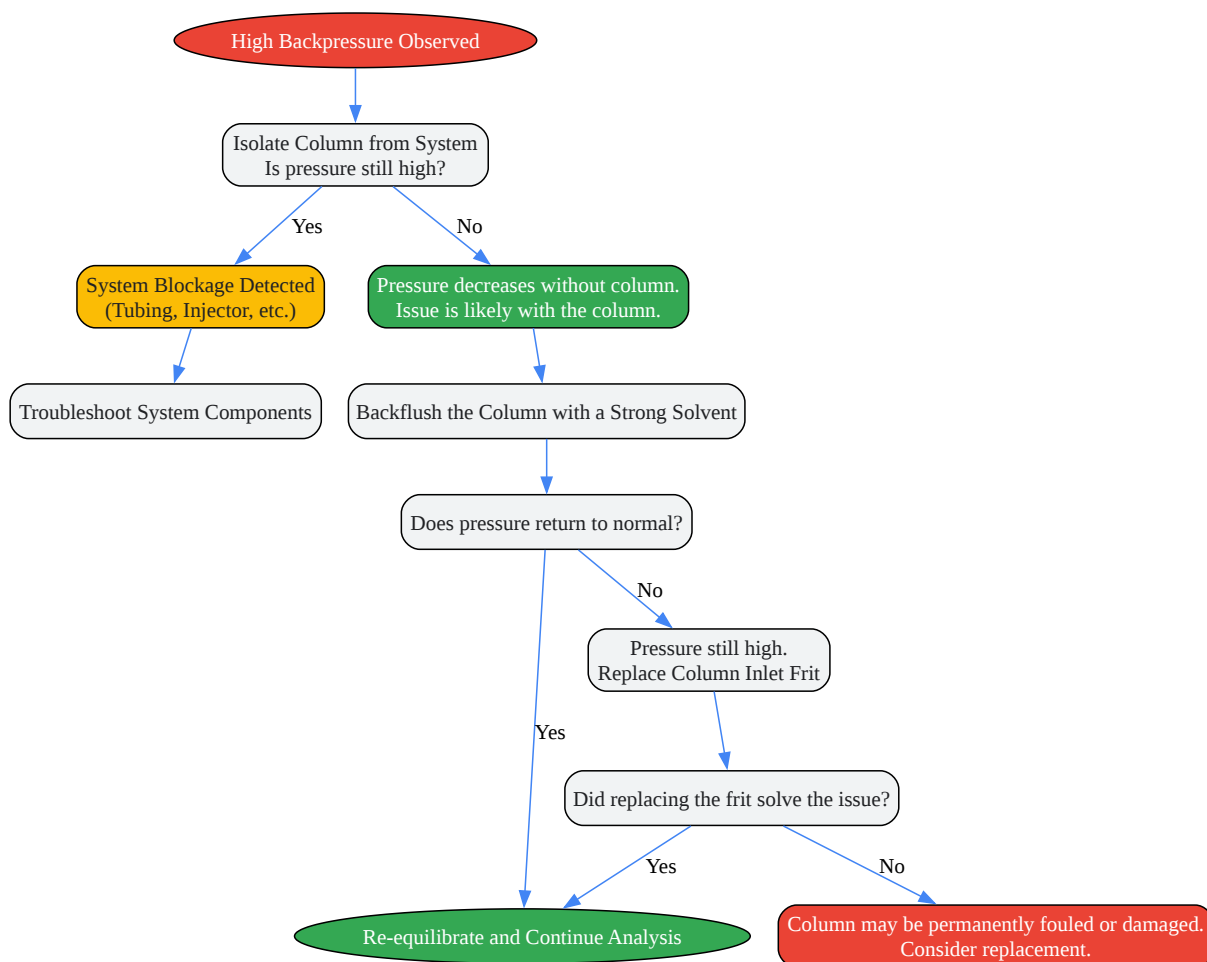 High Backpressure Observed
Isolate Column from System
Is pressure still high?
Yes
No
System Blockage Detected
(Tubing, Injector, etc.)
Pressure decreases without column.
Issue is likely with the column.
Troubleshoot System Components
Backflush the Column with a Strong Solvent
Does pressure return to normal?
No
Pressure still high.
Replace Column Inlet Frit
Yes
Did replacing the frit solve the issue?
Yes
No
Re-equilibrate and Continue Analysis
Column may be permanently fouled or damaged.
Consider replacement.